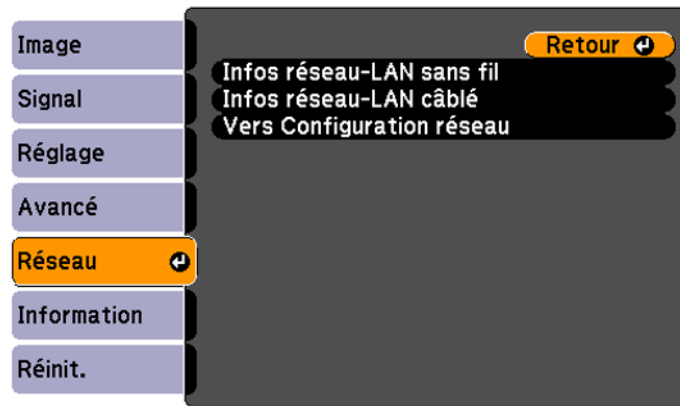 Image
Signal
Réglage
Avancé
Réseau
Information
Réinit.
Retour
Infos réseau-LAN sans fil
Infos réseau-LAN câblé
Vers Configuration réseau